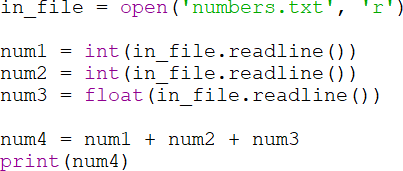 in_file = open('numbers.txt', 'r')
num1 = int(in_file.readline())
num2 = int(in_file.readline())
num3 = float(in_file.readline())
num4 = num1 + num2 + num3
print(num4)